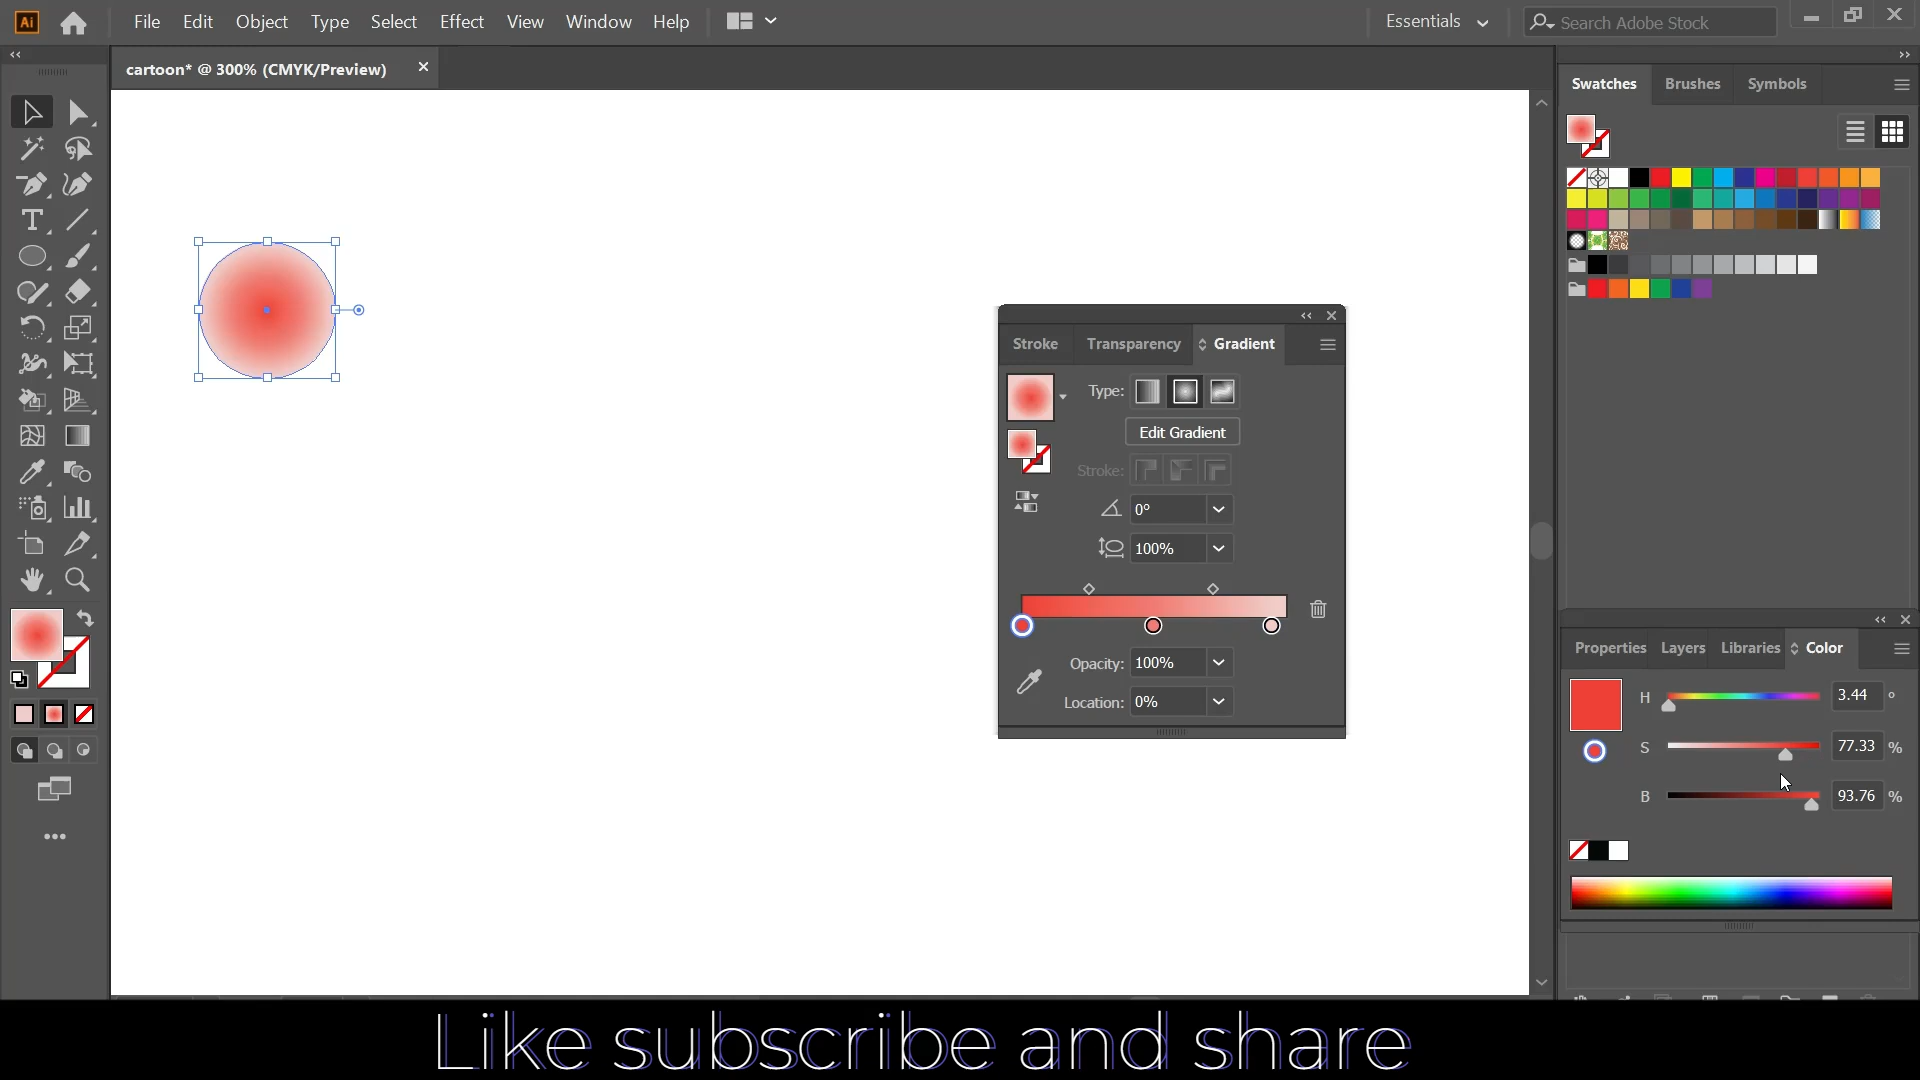 Ai File Edit Object Type Select Effect View Window Help Essentials Search Adobe Stock
cartoon* @ 300% (CMYK/Preview)
Swatches Brushes Symbols
Stroke Transparency Gradient
Type:
Edit Gradient
Stroke:
0°
100%
Opacity: 100%
Location: 0%
Properties Layers Libraries Color
H 3.44 °
S 77.33 %
B 93.76 %
Like subscribe and share